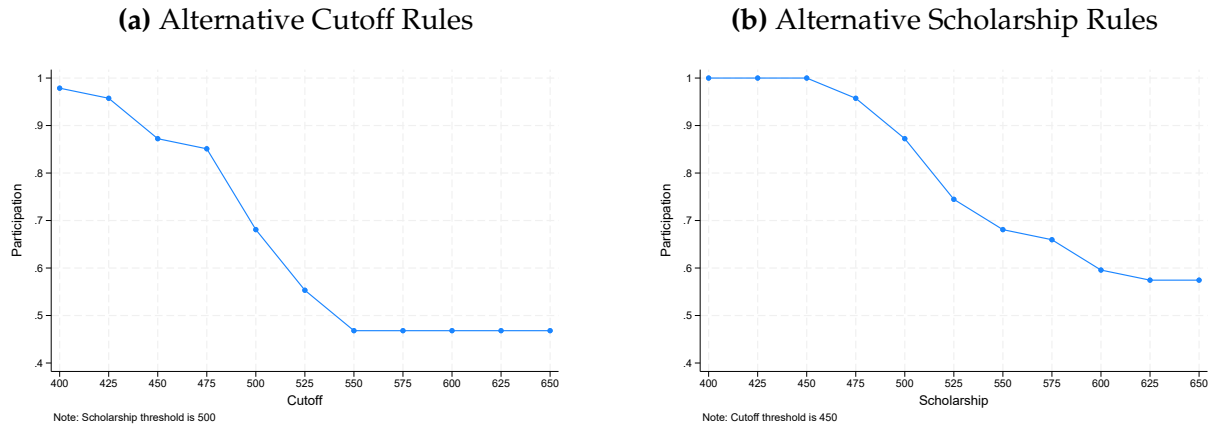 (a) Alternative Cutoff Rules
1
.9
.8
.7
.6
.5
.4
Participation
400 425 450 475 500 525 550 575 600 625 650
Cutoff
Note: Scholarship threshold is 500
(b) Alternative Scholarship Rules
1
.9
.8
.7
.6
.5
.4
Participation
400 425 450 475 500 525 550 575 600 625 650
Scholarship
Note: Cutoff threshold is 450